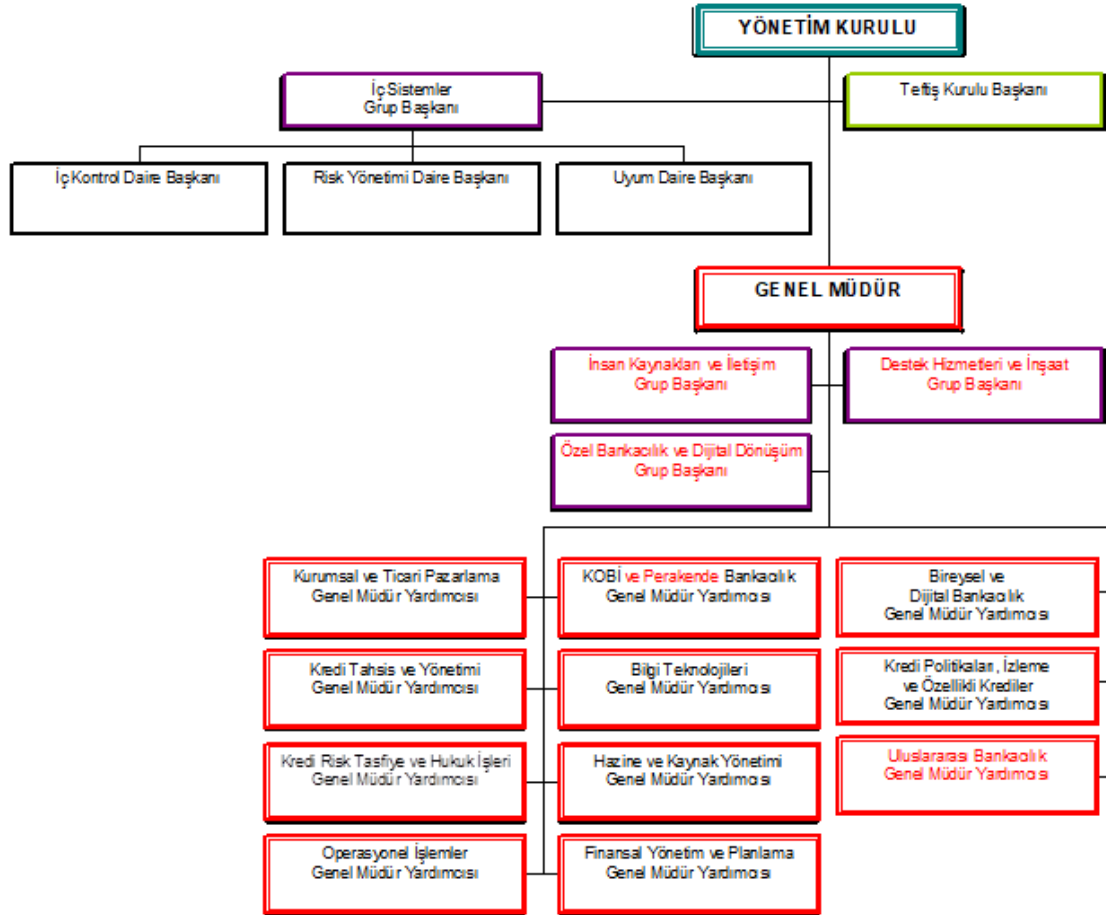 YÖNETİM KURULU
İç Sistemler
Grup Başkanı
Teftiş Kurulu Başkanı
İç Kontrol Daire Başkanı
Risk Yönetimi Daire Başkanı
Uyum Daire Başkanı
GENEL MÜDÜR
İnsan Kaynakları ve İletişim
Grup Başkanı
Destek Hizmetleri ve İnşaat
Grup Başkanı
Özel Bankacılık ve Dijital Dönüşüm
Grup Başkanı
Kurumsal ve Ticari Pazarlama
Genel Müdür Yardımcısı
KOBİ ve Perakende Bankacılık
Genel Müdür Yardımcısı
Bireysel ve
Dijital Bankacılık
Genel Müdür Yardımcısı
Kredi Tahsis ve Yönetimi
Genel Müdür Yardımcısı
Bilgi Teknolojileri
Genel Müdür Yardımcısı
Kredi Politikaları, İzleme
ve Özellikli Krediler
Genel Müdür Yardımcısı
Kredi Risk Tasfiye ve Hukuk İşleri
Genel Müdür Yardımcısı
Hazine ve Kaynak Yönetimi
Genel Müdür Yardımcısı
Uluslararası Bankacılık
Genel Müdür Yardımcısı
Operasyonel İşlemler
Genel Müdür Yardımcısı
Finansal Yönetim ve Planlama
Genel Müdür Yardımcısı